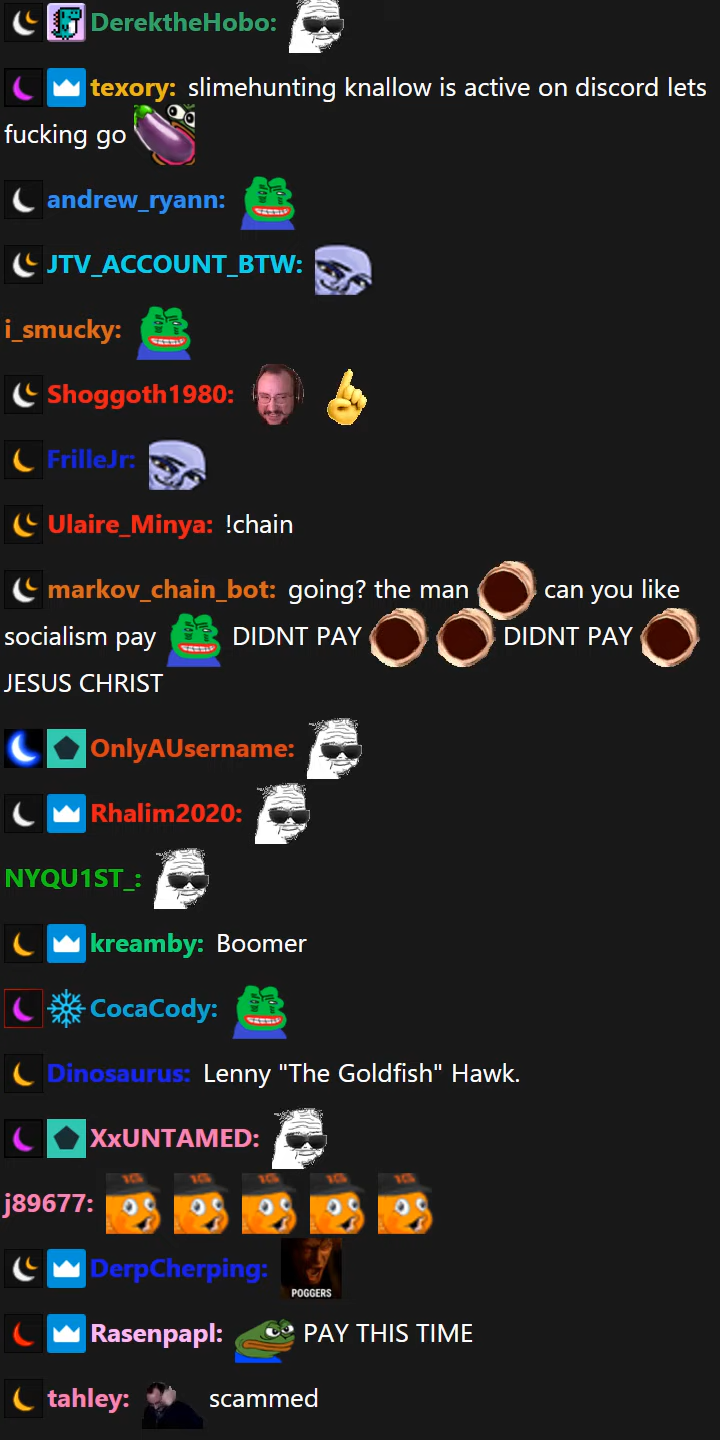 DerektheHobo:
texory: slimehunting knallow is active on discord lets
fucking go
andrew_ryann:
JTV_ACCOUNT_BTW:
i_smucky:
Shoggoth1980:
FrilleJr:
Ulaire_Minya: !chain
markov_chain_bot: going? the man can you like
socialism pay DIDNT PAY DIDNT PAY
JESUS CHRIST
OnlyAUsername:
Rhalim2020:
NYQU1ST_:
kreamby: Boomer
CocaCody:
Dinosaurus: Lenny "The Goldfish" Hawk.
XxUNTAMED:
j89677:
DerpCherping: POGGERS
Rasenpapl: PAY THIS TIME
tahley: scammed